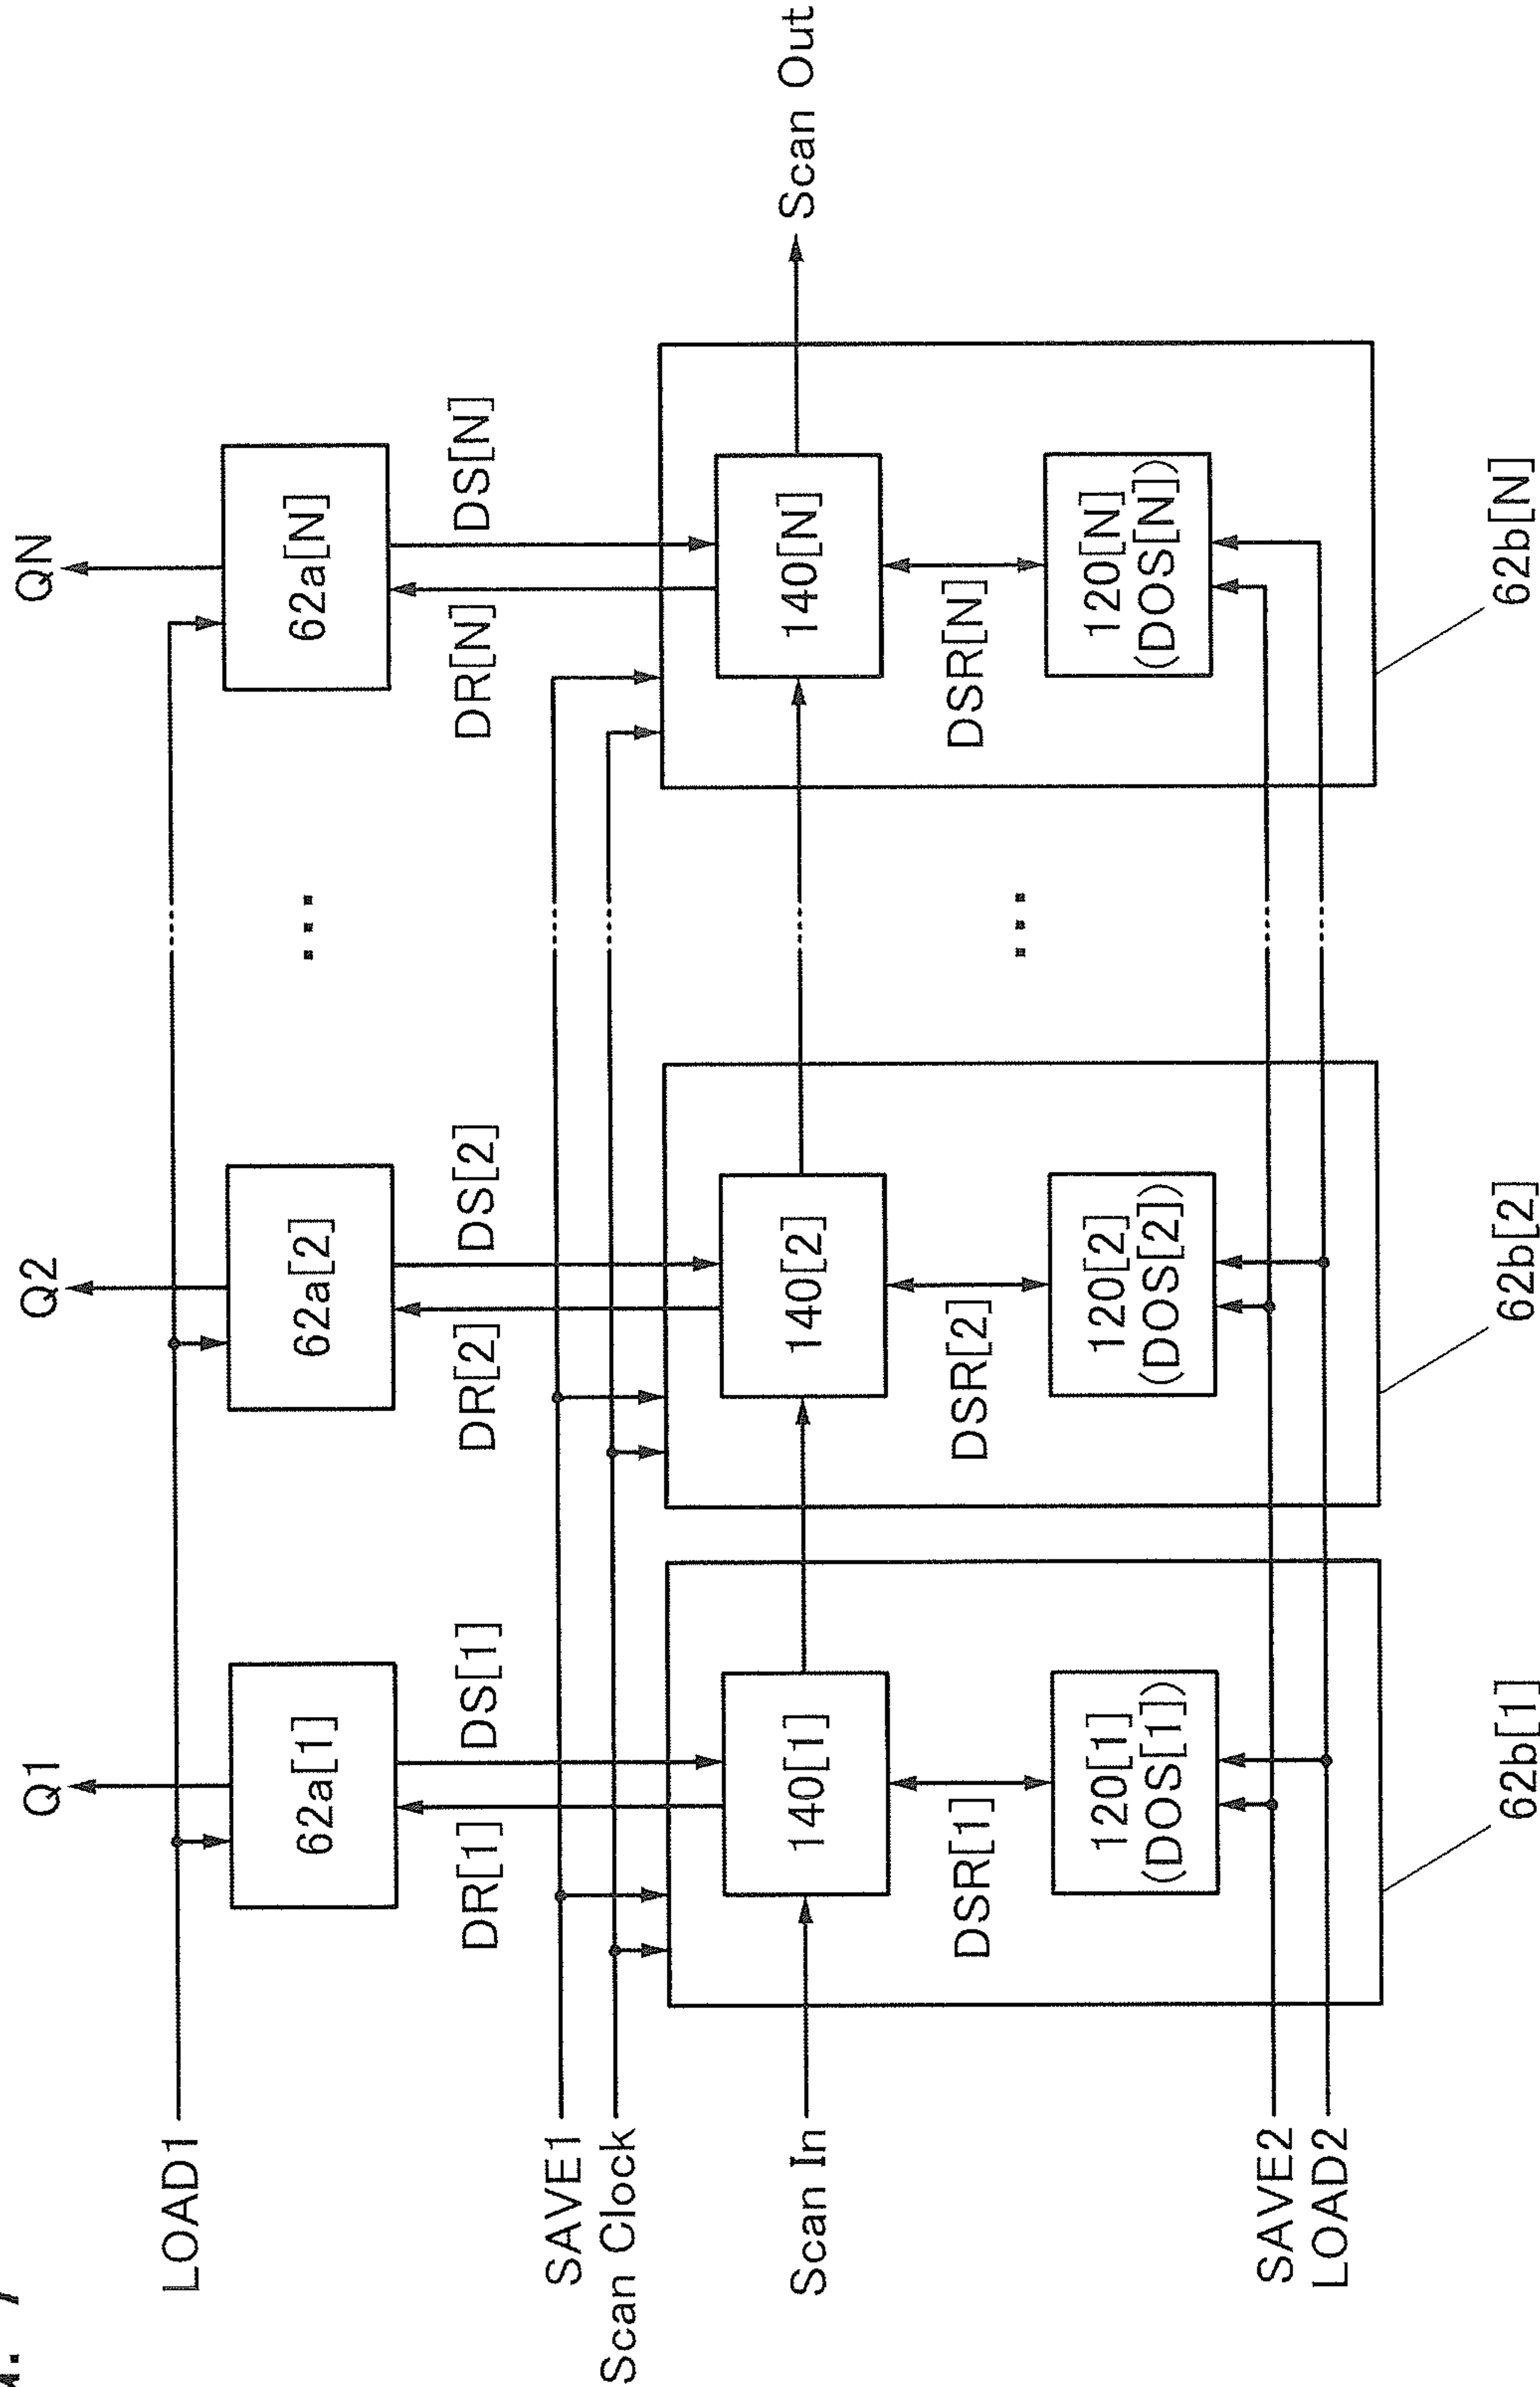 Q1
Q2
QN
LOAD1
62a[1]
62a[2]
...
62a[N]
DR[1]
DS[1]
DR[2]
DS[2]
DR[N]
DS[N]
SAVE1
Scan Clock
Scan In
140[1]
140[2]
140[N]
Scan Out
DSR[1]
DSR[2]
...
DSR[N]
120[1]
(DOS[1])
120[2]
(DOS[2])
120[N]
(DOS[N])
SAVE2
LOAD2
62b[1]
62b[2]
62b[N]